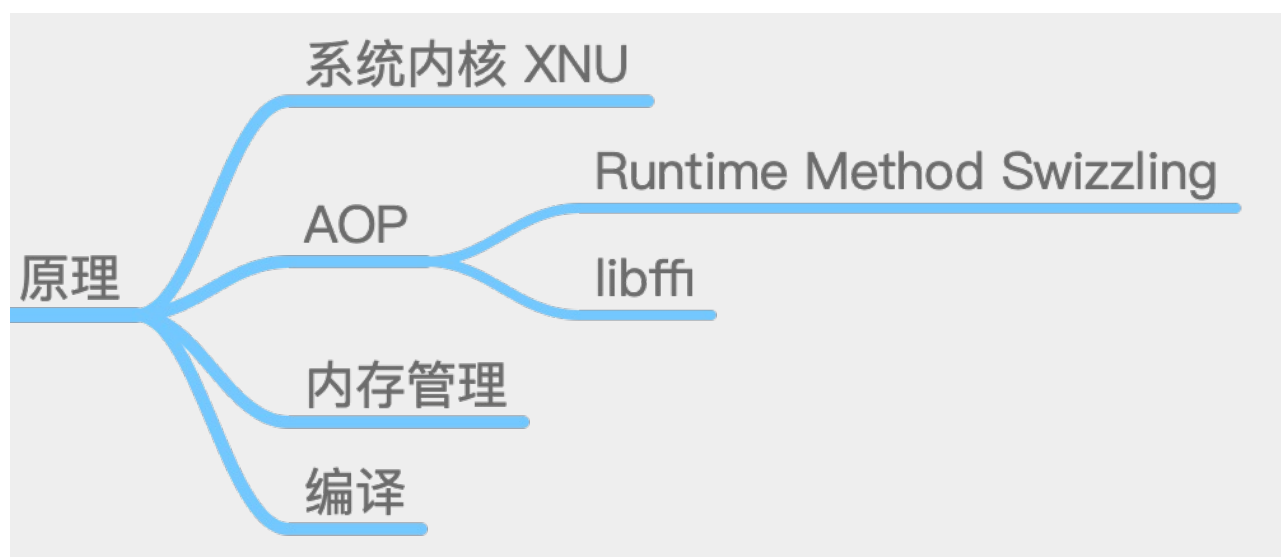 系统内核 XNU
Runtime Method Swizzling
AOP
libffi
原理
内存管理
编译